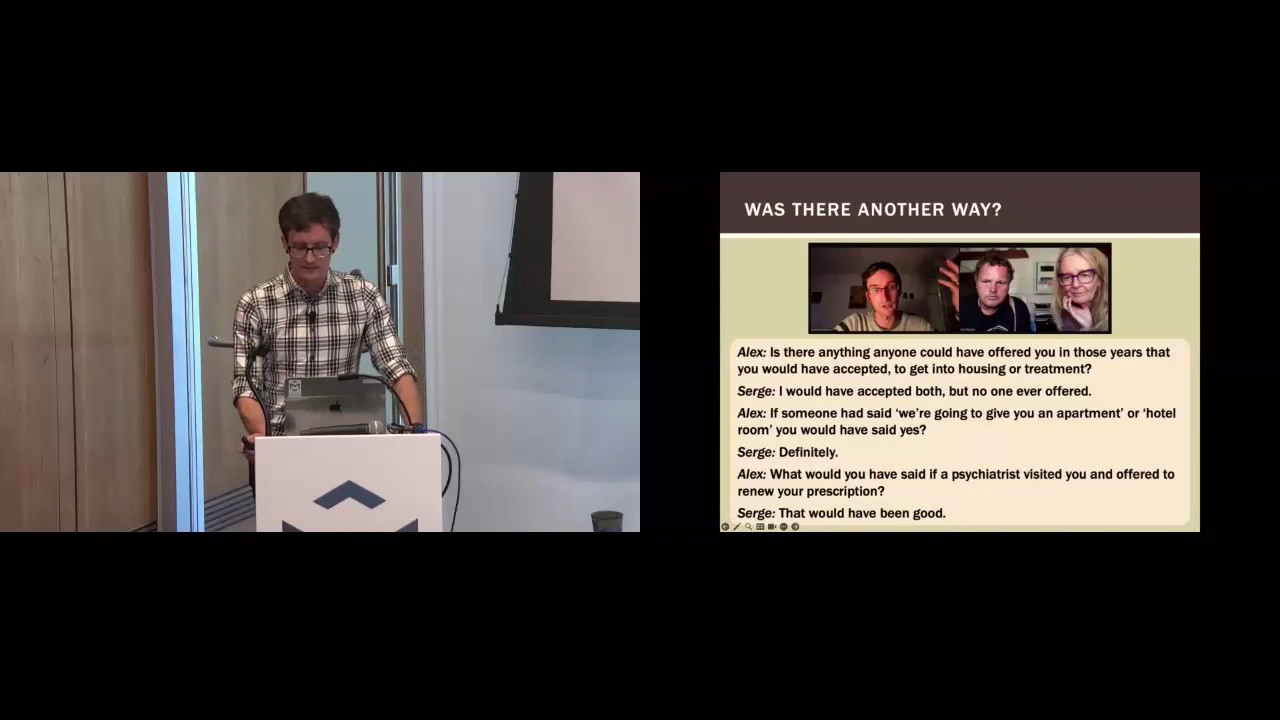 WAS THERE ANOTHER WAY?
Alex: Is there anything anyone could have offered you in those years that
you would have accepted, to get into housing or treatment?
Serge: I would have accepted both, but no one ever offered.
Alex: If someone had said ‘we’re going to give you an apartment’ or ‘hotel
room’ you would have said yes?
Serge: Definitely.
Alex: What would you have said if a psychiatrist visited you and offered to
renew your prescription?
Serge: That would have been good.